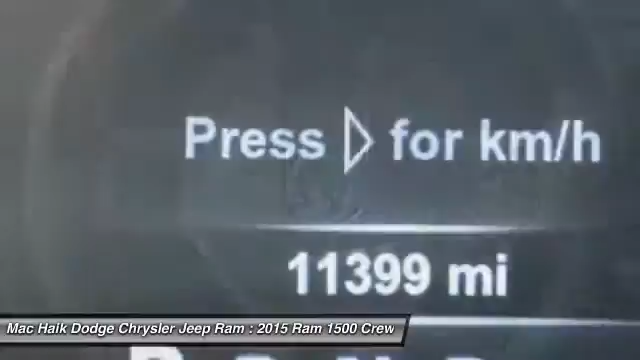 Press ▷ for km/h
11399 mi
Mac Haik Dodge Chrysler Jeep Ram : 2015 Ram 1500 Crew